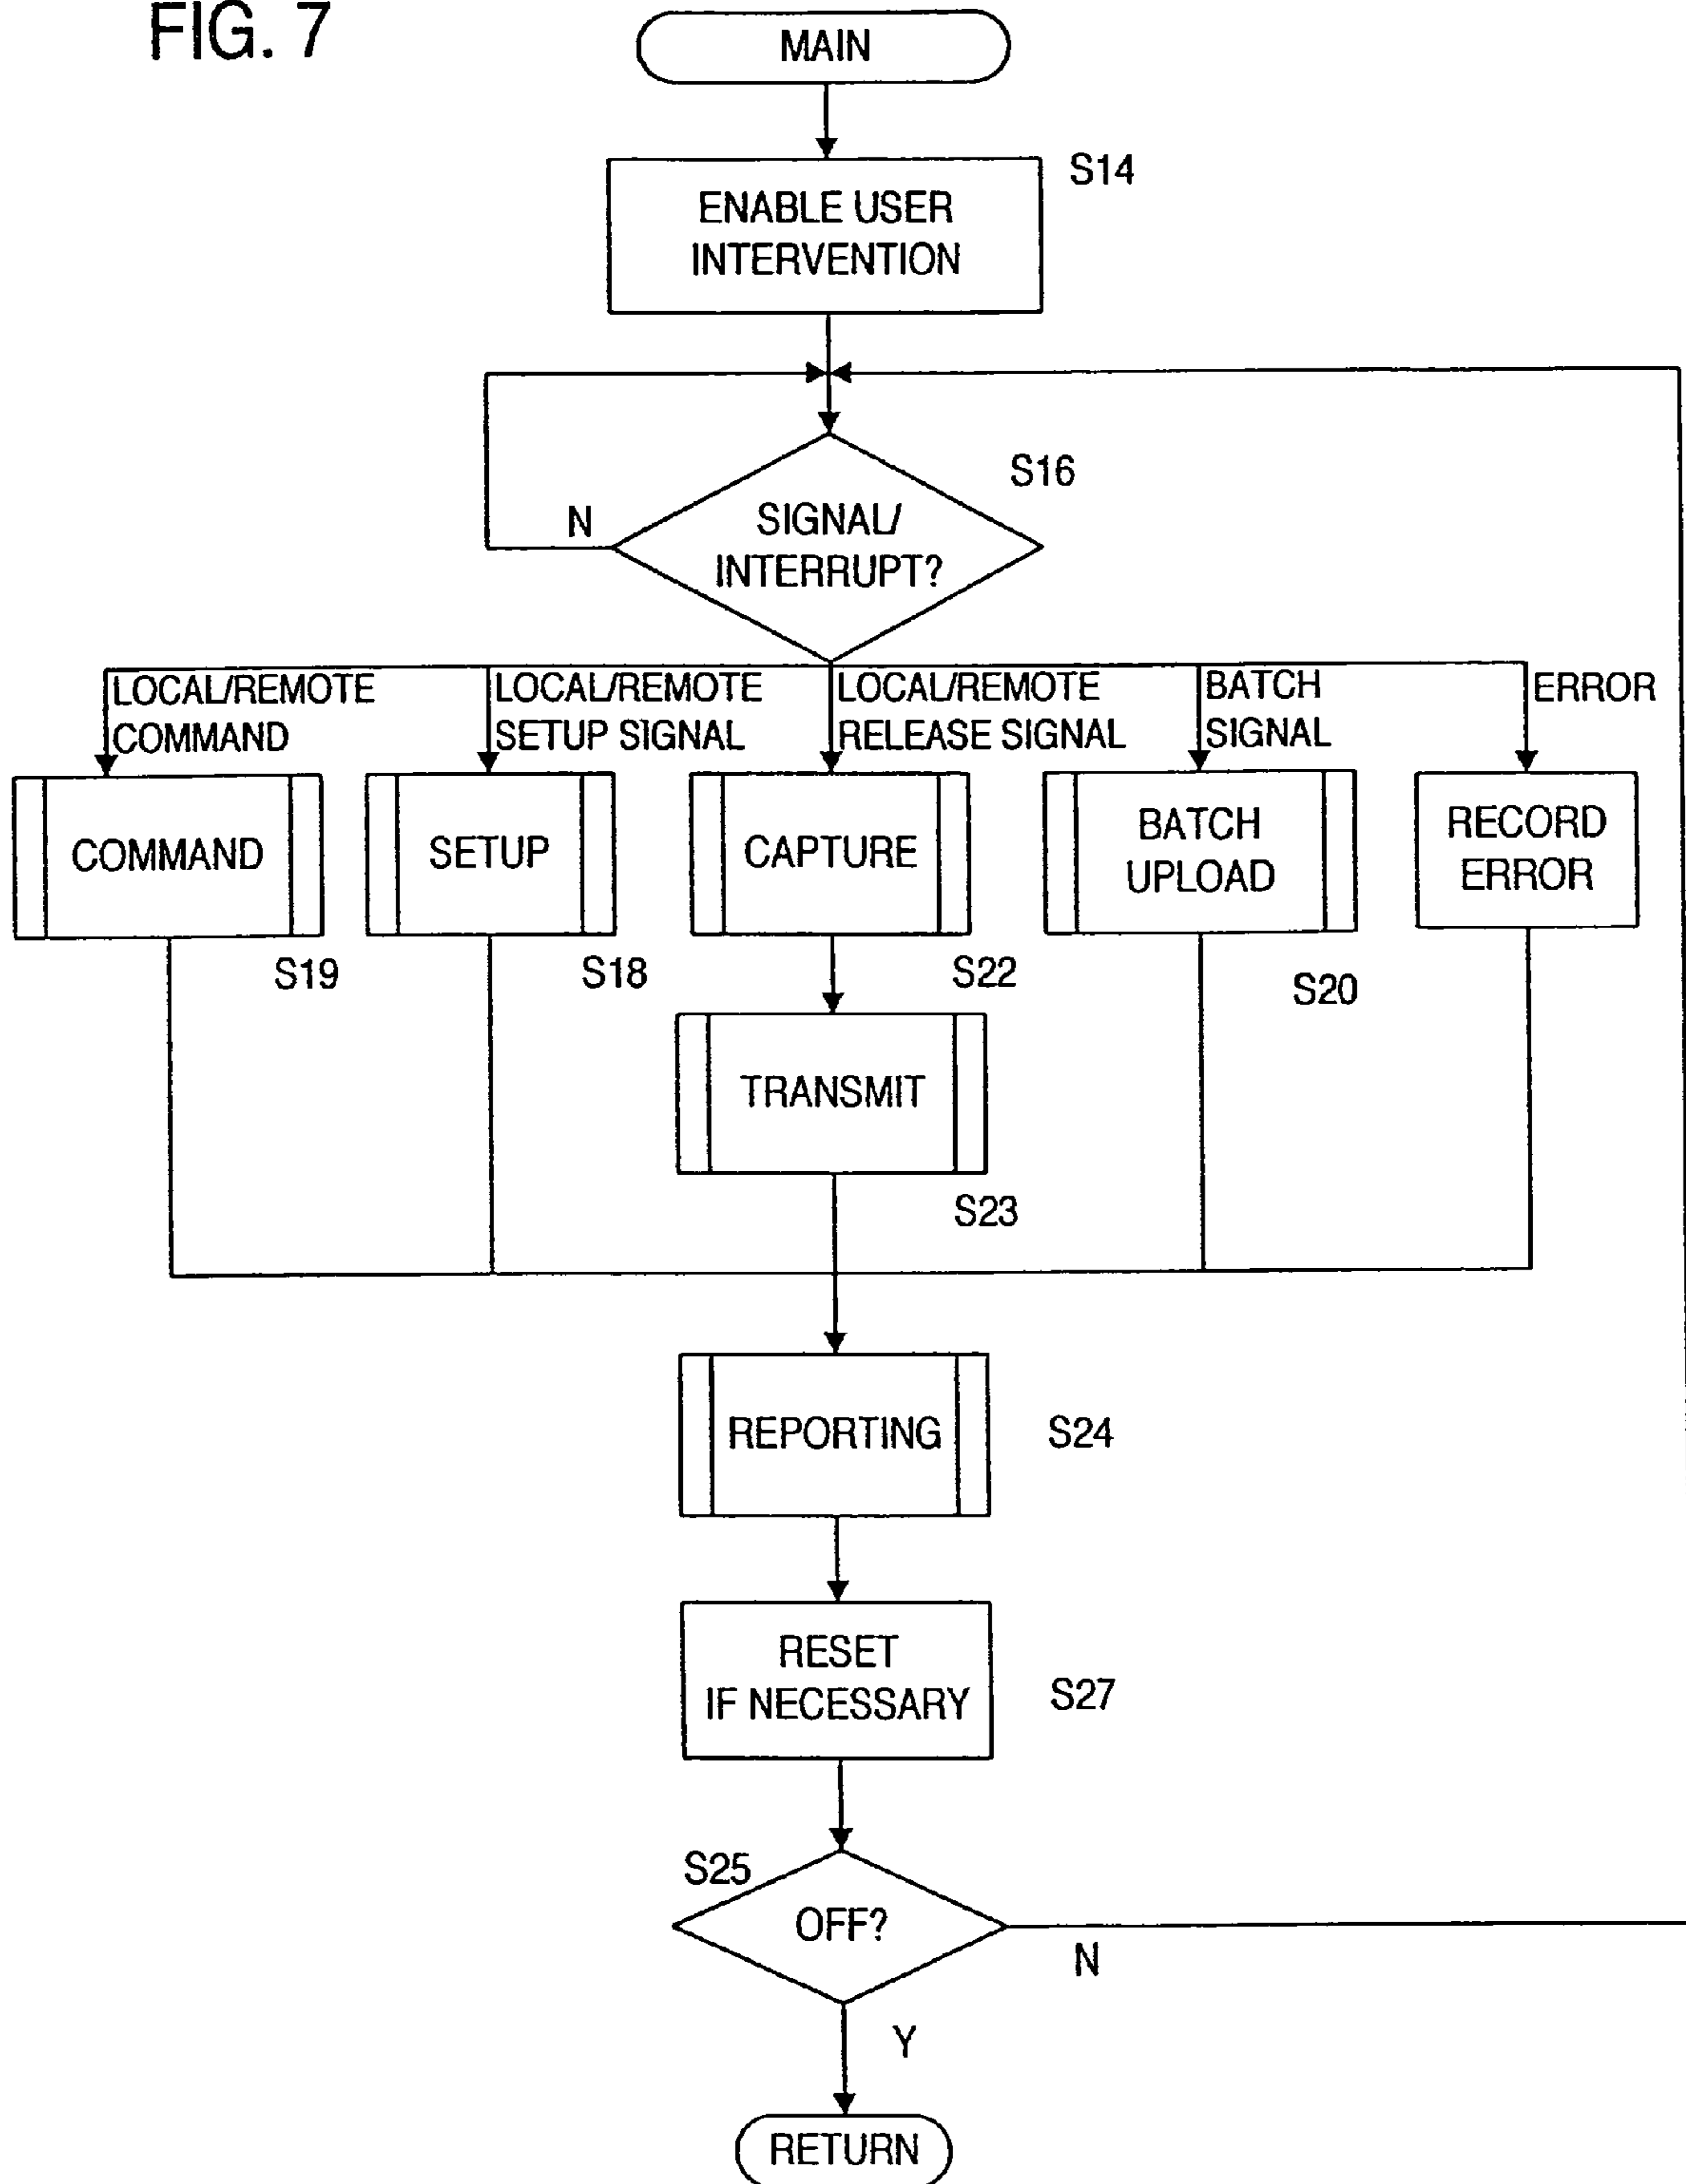 FIG. 7
MAIN
S14
ENABLE USER
INTERVENTION
S16
N
SIGNAL/
INTERRUPT?
LOCAL/REMOTE
COMMAND
LOCAL/REMOTE
SETUP SIGNAL
LOCAL/REMOTE
RELEASE SIGNAL
BATCH
SIGNAL
ERROR
COMMAND
SETUP
CAPTURE
BATCH
UPLOAD
RECORD
ERROR
S19
S18
S22
S20
TRANSMIT
S23
REPORTING
S24
RESET
IF NECESSARY
S27
S25
OFF?
N
Y
RETURN